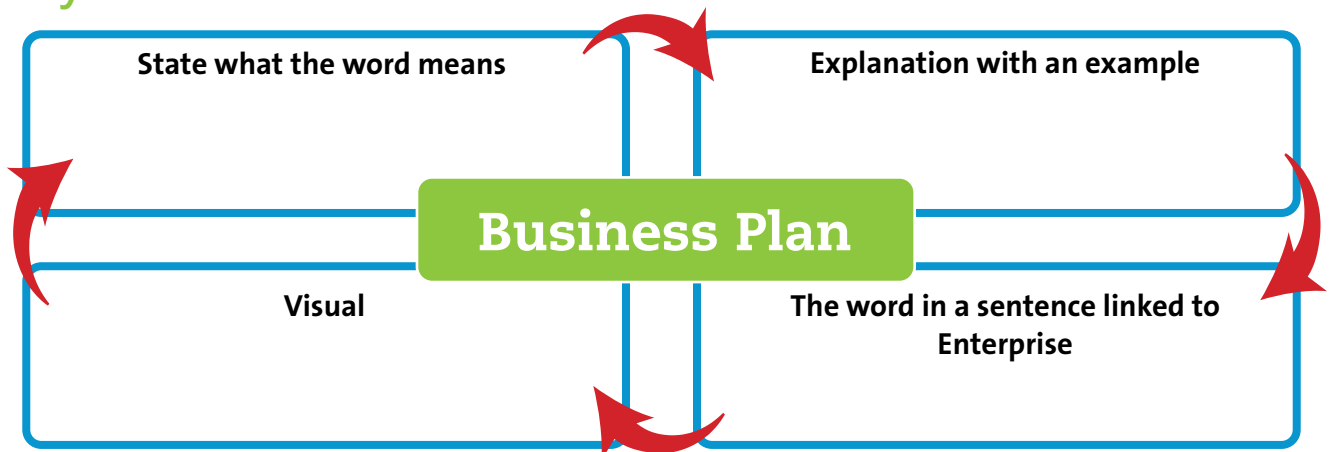 State what the word means
Explanation with an example
Business Plan
Visual
The word in a sentence linked to
Enterprise